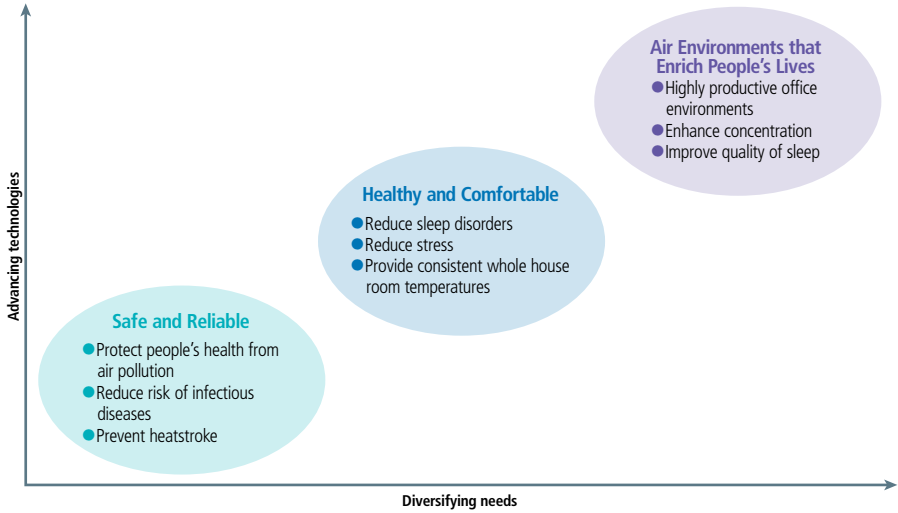 Air Environments that
Enrich People's Lives
●Highly productive office
environments
●Enhance concentration
●Improve quality of sleep
Healthy and Comfortable
●Reduce sleep disorders
●Reduce stress
●Provide consistent whole house
room temperatures
Safe and Reliable
●Protect people's health from
air pollution
●Reduce risk of infectious
diseases
●Prevent heatstroke
Advancing technologies
Diversifying needs